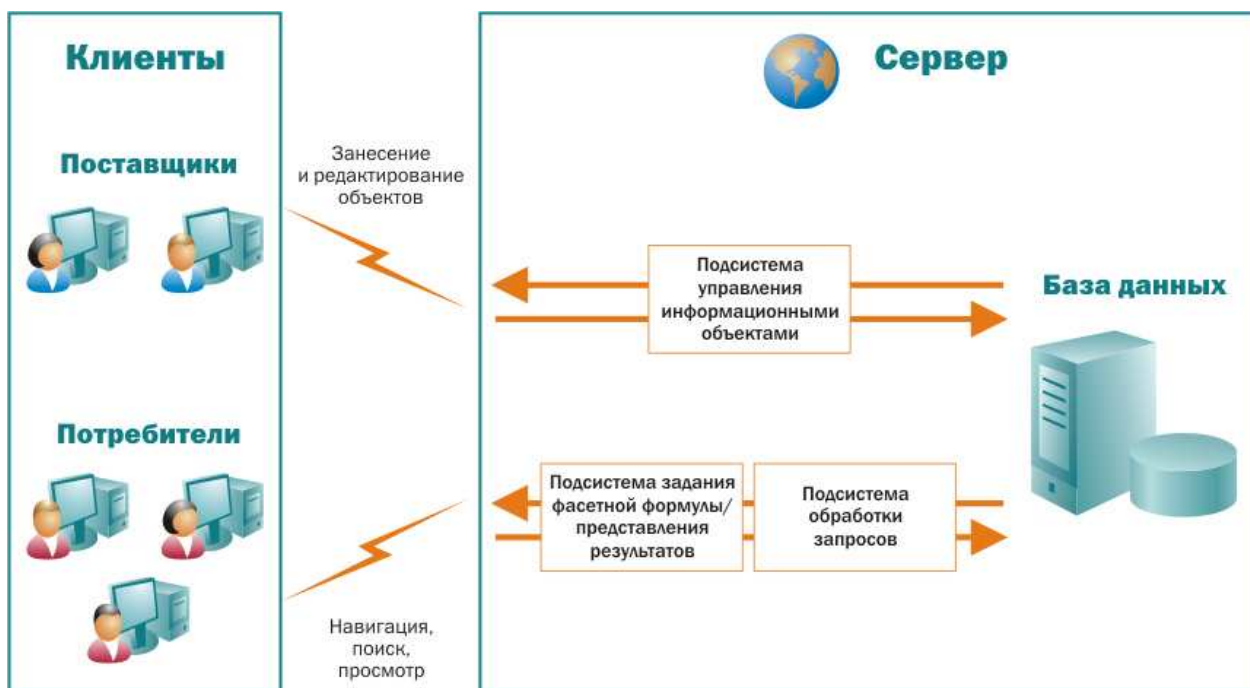 Клиенты
Сервер
Поставщики
Занесение
и редактирование
объектов
Подсистема
управления
информационными
объектами
База данных
Потребители
Подсистема задания
фасетной формулы/
представления
результатов
Подсистема
обработки
запросов
Навигация,
поиск,
просмотр